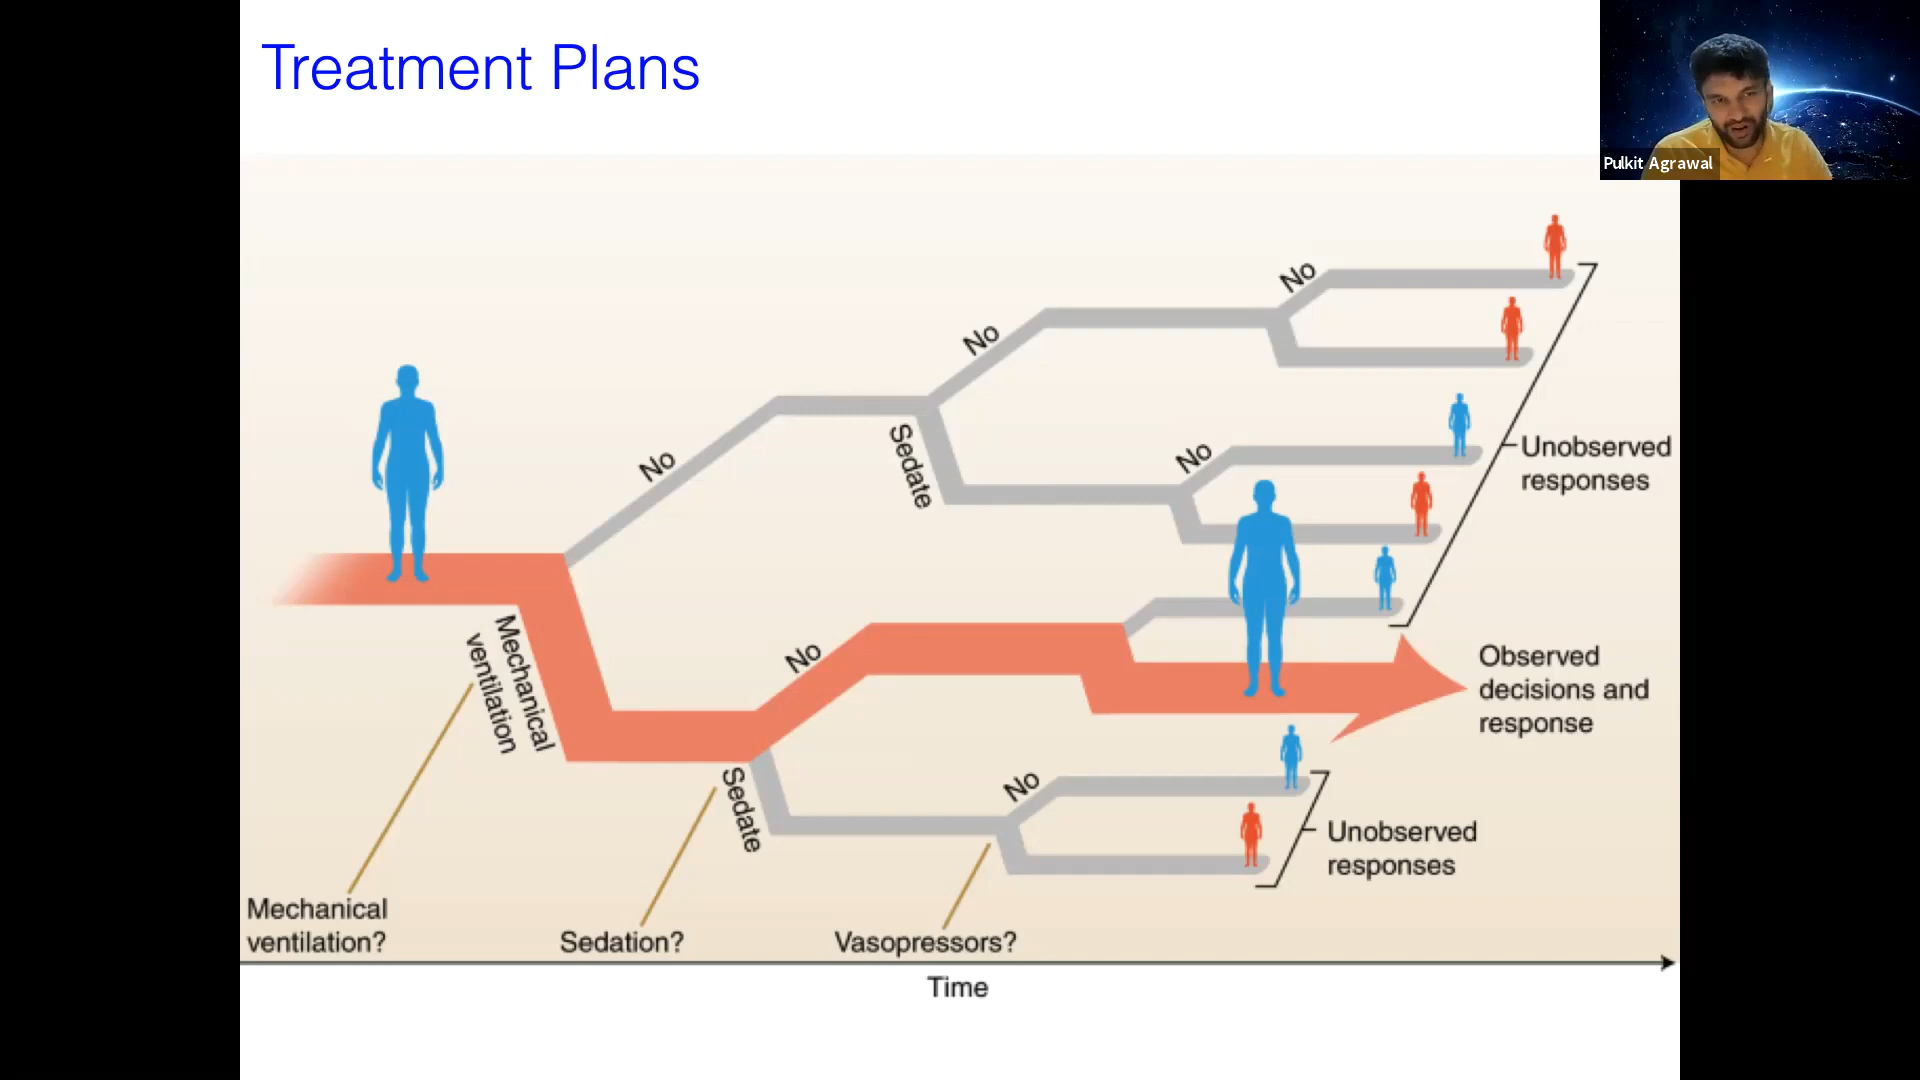 Treatment Plans
Pulkit Agrawal
No
No
No
Sedate
No
Unobserved
responses
Mechanical
ventilation
No
Observed
decisions and
response
Sedate
No
Unobserved
responses
Mechanical
ventilation?
Sedation?
Vasopressors?
Time